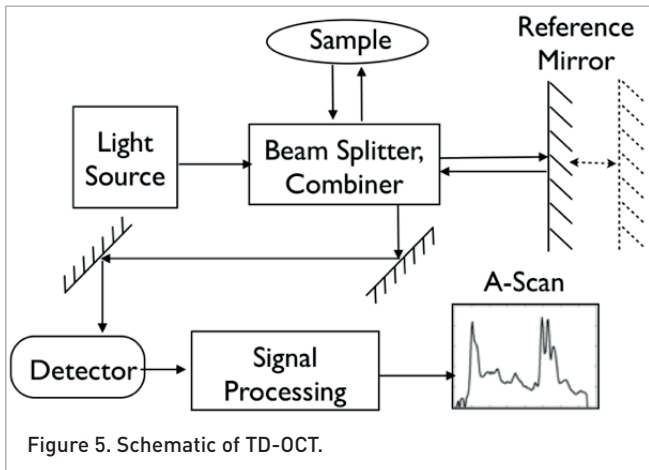 Sample
Reference
Mirror
Light
Source
Beam Splitter,
Combiner
A-Scan
Detector
Signal
Processing
Figure 5. Schematic of TD-OCT.